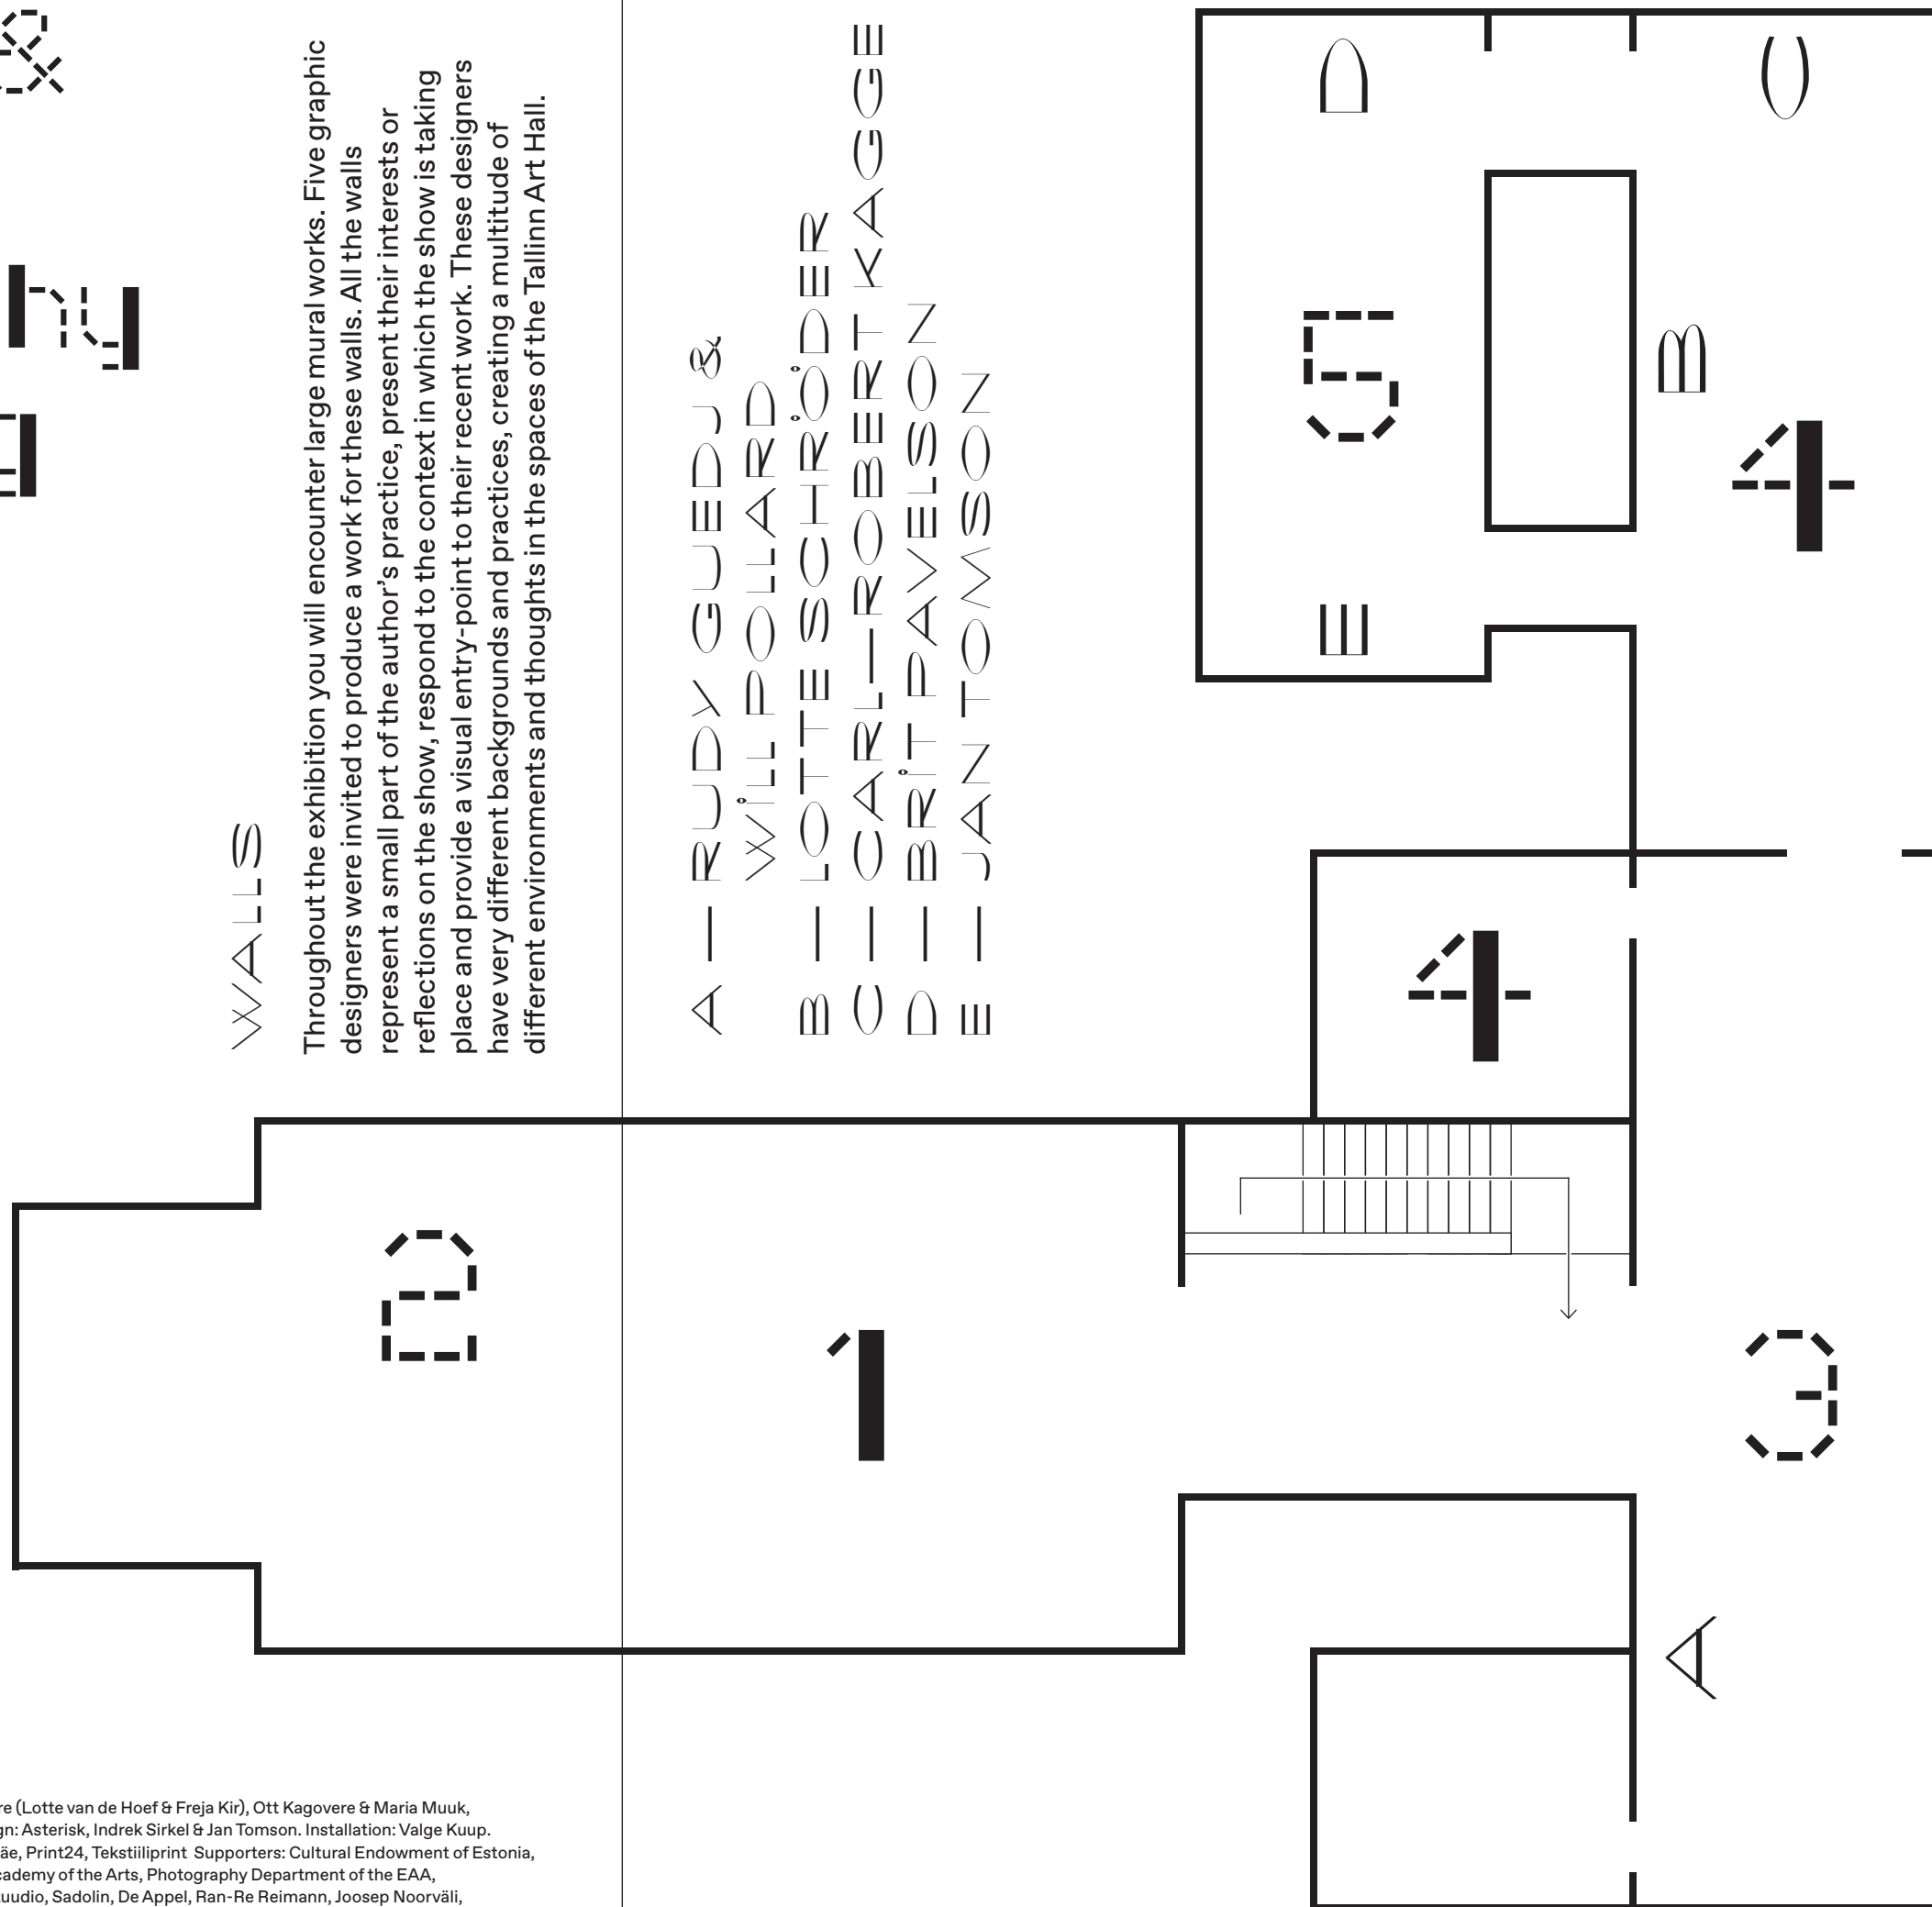 &
hy
WALLS
Throughout the exhibition you will encounter large mural works. Five graphic
designers were invited to produce a work for these walls. All the walls
represent a small part of the author’s practice, present their interests or
reflections on the show, respond to the context in which the show is taking
place and provide a visual entry-point to their recent work. These designers
have very different backgrounds and practices, creating a multitude of
different environments and thoughts in the spaces of the Tallinn Art Hall.
A — RUDY GUEDJ &
WiLL POLLARD
B — LOTTE SCHRÖDER
C — CARL—ROBERT KAGGE
D — BRiT PAVELSON
E — JAN TOMSON
D
C
5
B
4
E
4
2
1
3
A
re (Lotte van de Hoef & Freja Kir), Ott Kagovere & Maria Muuk,
gn: Asterisk, Indrek Sirkel & Jan Tomson. Installation: Valge Kuup.
äe, Print24, Tekstiiliprint Supporters: Cultural Endowment of Estonia,
cademy of the Arts, Photography Department of the EAA,
tuudio, Sadolin, De Appel, Ran-Re Reimann, Joosep Noorväli,